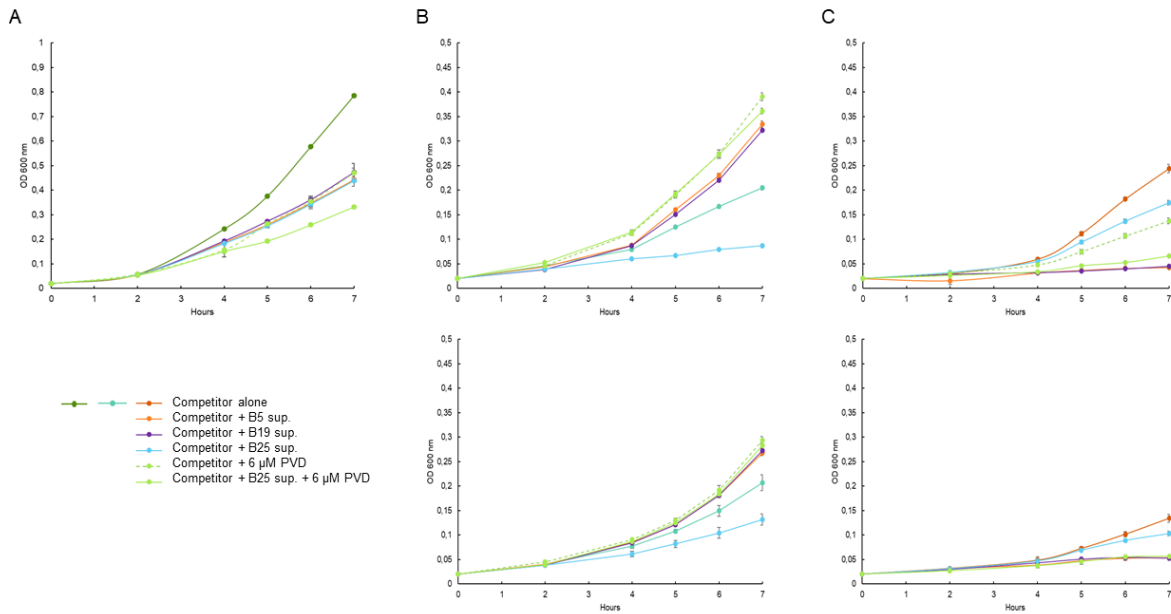 A
B
C
1
0,9
0,8
0,7
0,6
0,5
0,4
0,3
0,2
0,1
0
OD 600 nm
0 1 2 3 4 5 6 7
Hours
0,5
0,45
0,4
0,35
0,3
0,25
0,2
0,15
0,1
0,05
0
OD 600 nm
0 1 2 3 4 5 6 7
Hours
0,5
0,45
0,4
0,35
0,3
0,25
0,2
0,15
0,1
0,05
0
OD 600 nm
0 1 2 3 4 5 6 7
Hours
Competitor alone
Competitor + B5 sup.
Competitor + B19 sup.
Competitor + B25 sup.
Competitor + 6 µM PVD
Competitor + B25 sup. + 6 µM PVD
0,5
0,45
0,4
0,35
0,3
0,25
0,2
0,15
0,1
0,05
0
OD 600 nm
0 1 2 3 4 5 6 7
Hours
0,5
0,45
0,4
0,35
0,3
0,25
0,2
0,15
0,1
0,05
0
OD 600 nm
0 1 2 3 4 5 6 7
Hours